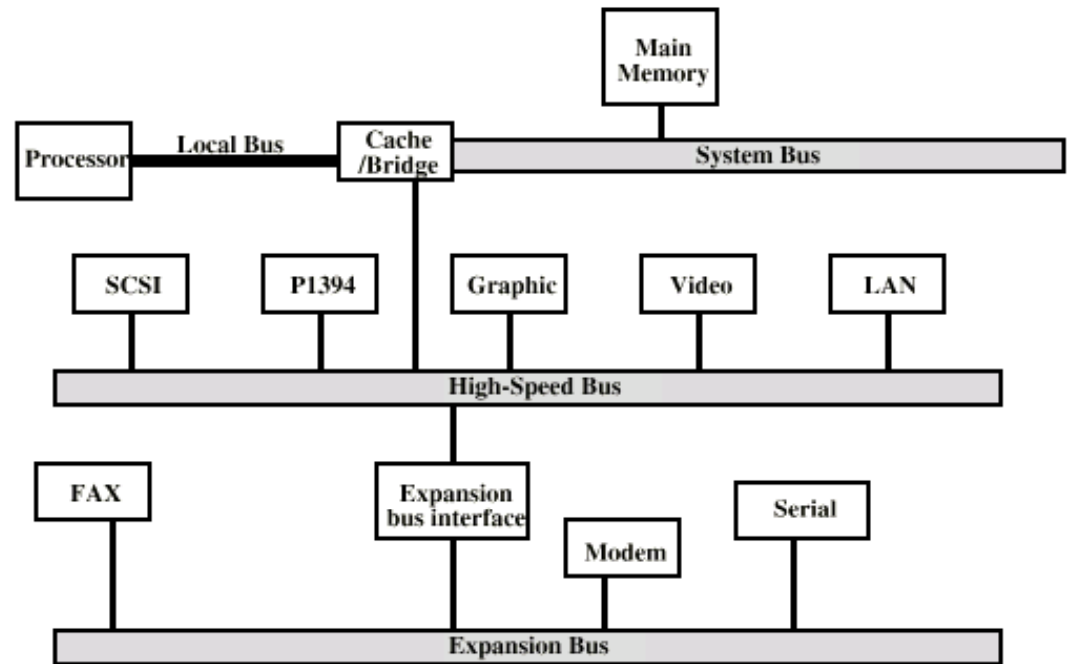 Main
Memory
Processor
Local Bus
Cache
/Bridge
System Bus
SCSI
P1394
Graphic
Video
LAN
High-Speed Bus
FAX
Expansion
bus interface
Modem
Serial
Expansion Bus